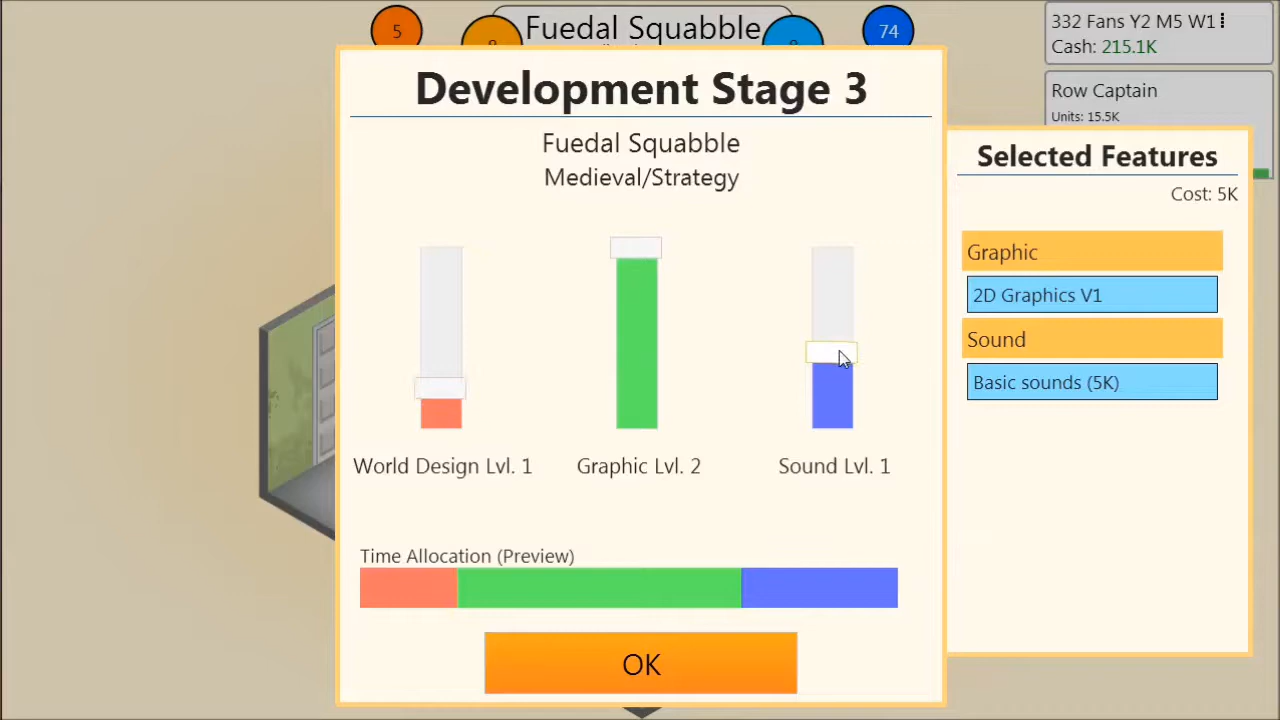 5
Fuedal Squabble
74
332 Fans Y2 M5 W1
Cash: 215.1K
Row Captain
Units: 15.5K
Development Stage 3
Fuedal Squabble
Medieval/Strategy
World Design Lvl. 1
Graphic Lvl. 2
Sound Lvl. 1
Time Allocation (Preview)
OK
Selected Features
Cost: 5K
Graphic
2D Graphics V1
Sound
Basic sounds (5K)